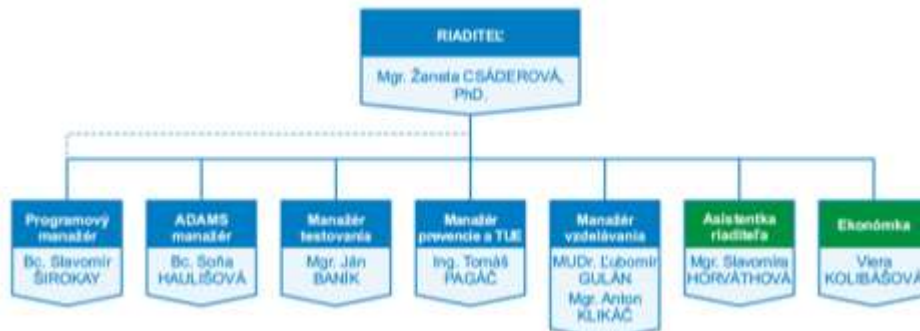 RIADITEĽ
Mgr. Žaneta CSÁDEROVÁ,
PhD.
Programový
manažér
Bc. Slavomír
ŠIROKAY
ADAMS
manažér
Bc. Soňa
HAULIŠOVÁ
Manažér
testovania
Mgr. Ján
BANÍK
Manažér
prevencie a TUE
Ing. Tomáš
PAGÁČ
Manažér
vzdelávania
MUDr. Ľubomír
GULÁN
Mgr. Anton
KLIKÁČ
Asistentka
riaditeľa
Mgr. Slavomíra
HORVÁTHOVÁ
Ekonómka
Viera
KOLIBÁŠOVÁ